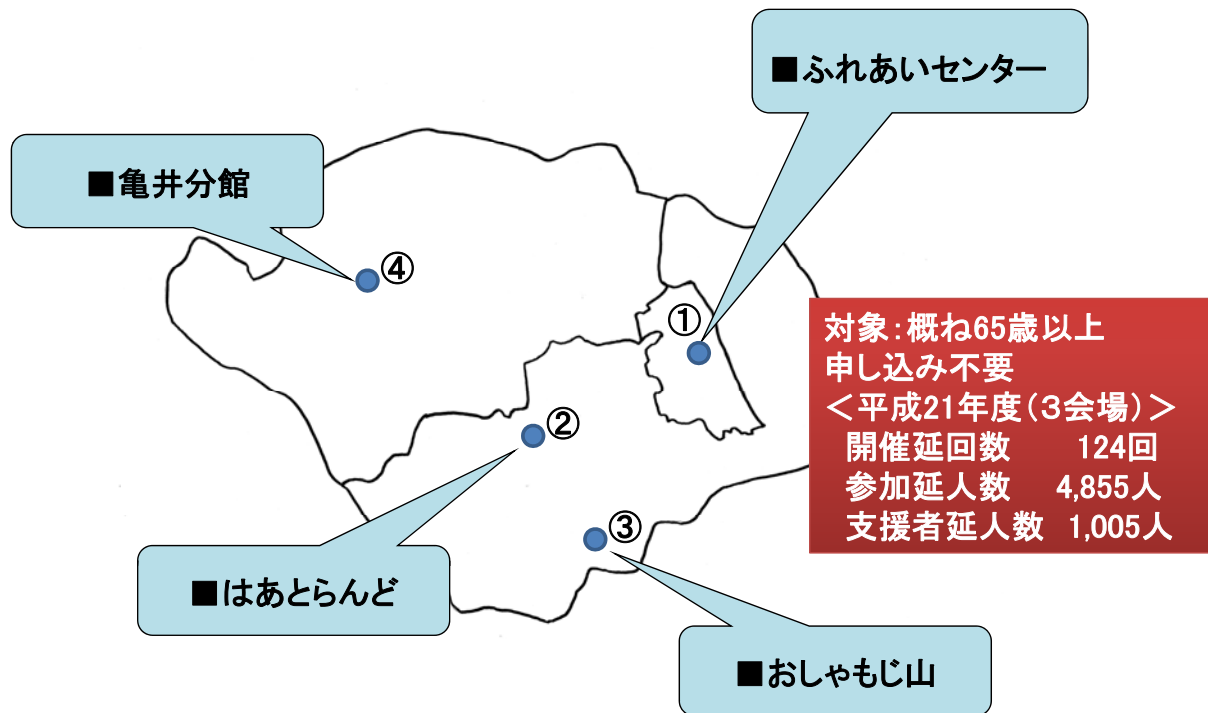 ■ふれあいセンター
■亀井分館
④
①
対象:概ね65歳以上
申し込み不要
<平成21年度(3会場)>
開催延回数 124回
参加延人数 4,855人
支援者延人数 1,005人
②
③
■はあとらんど
■おしゃもじ山